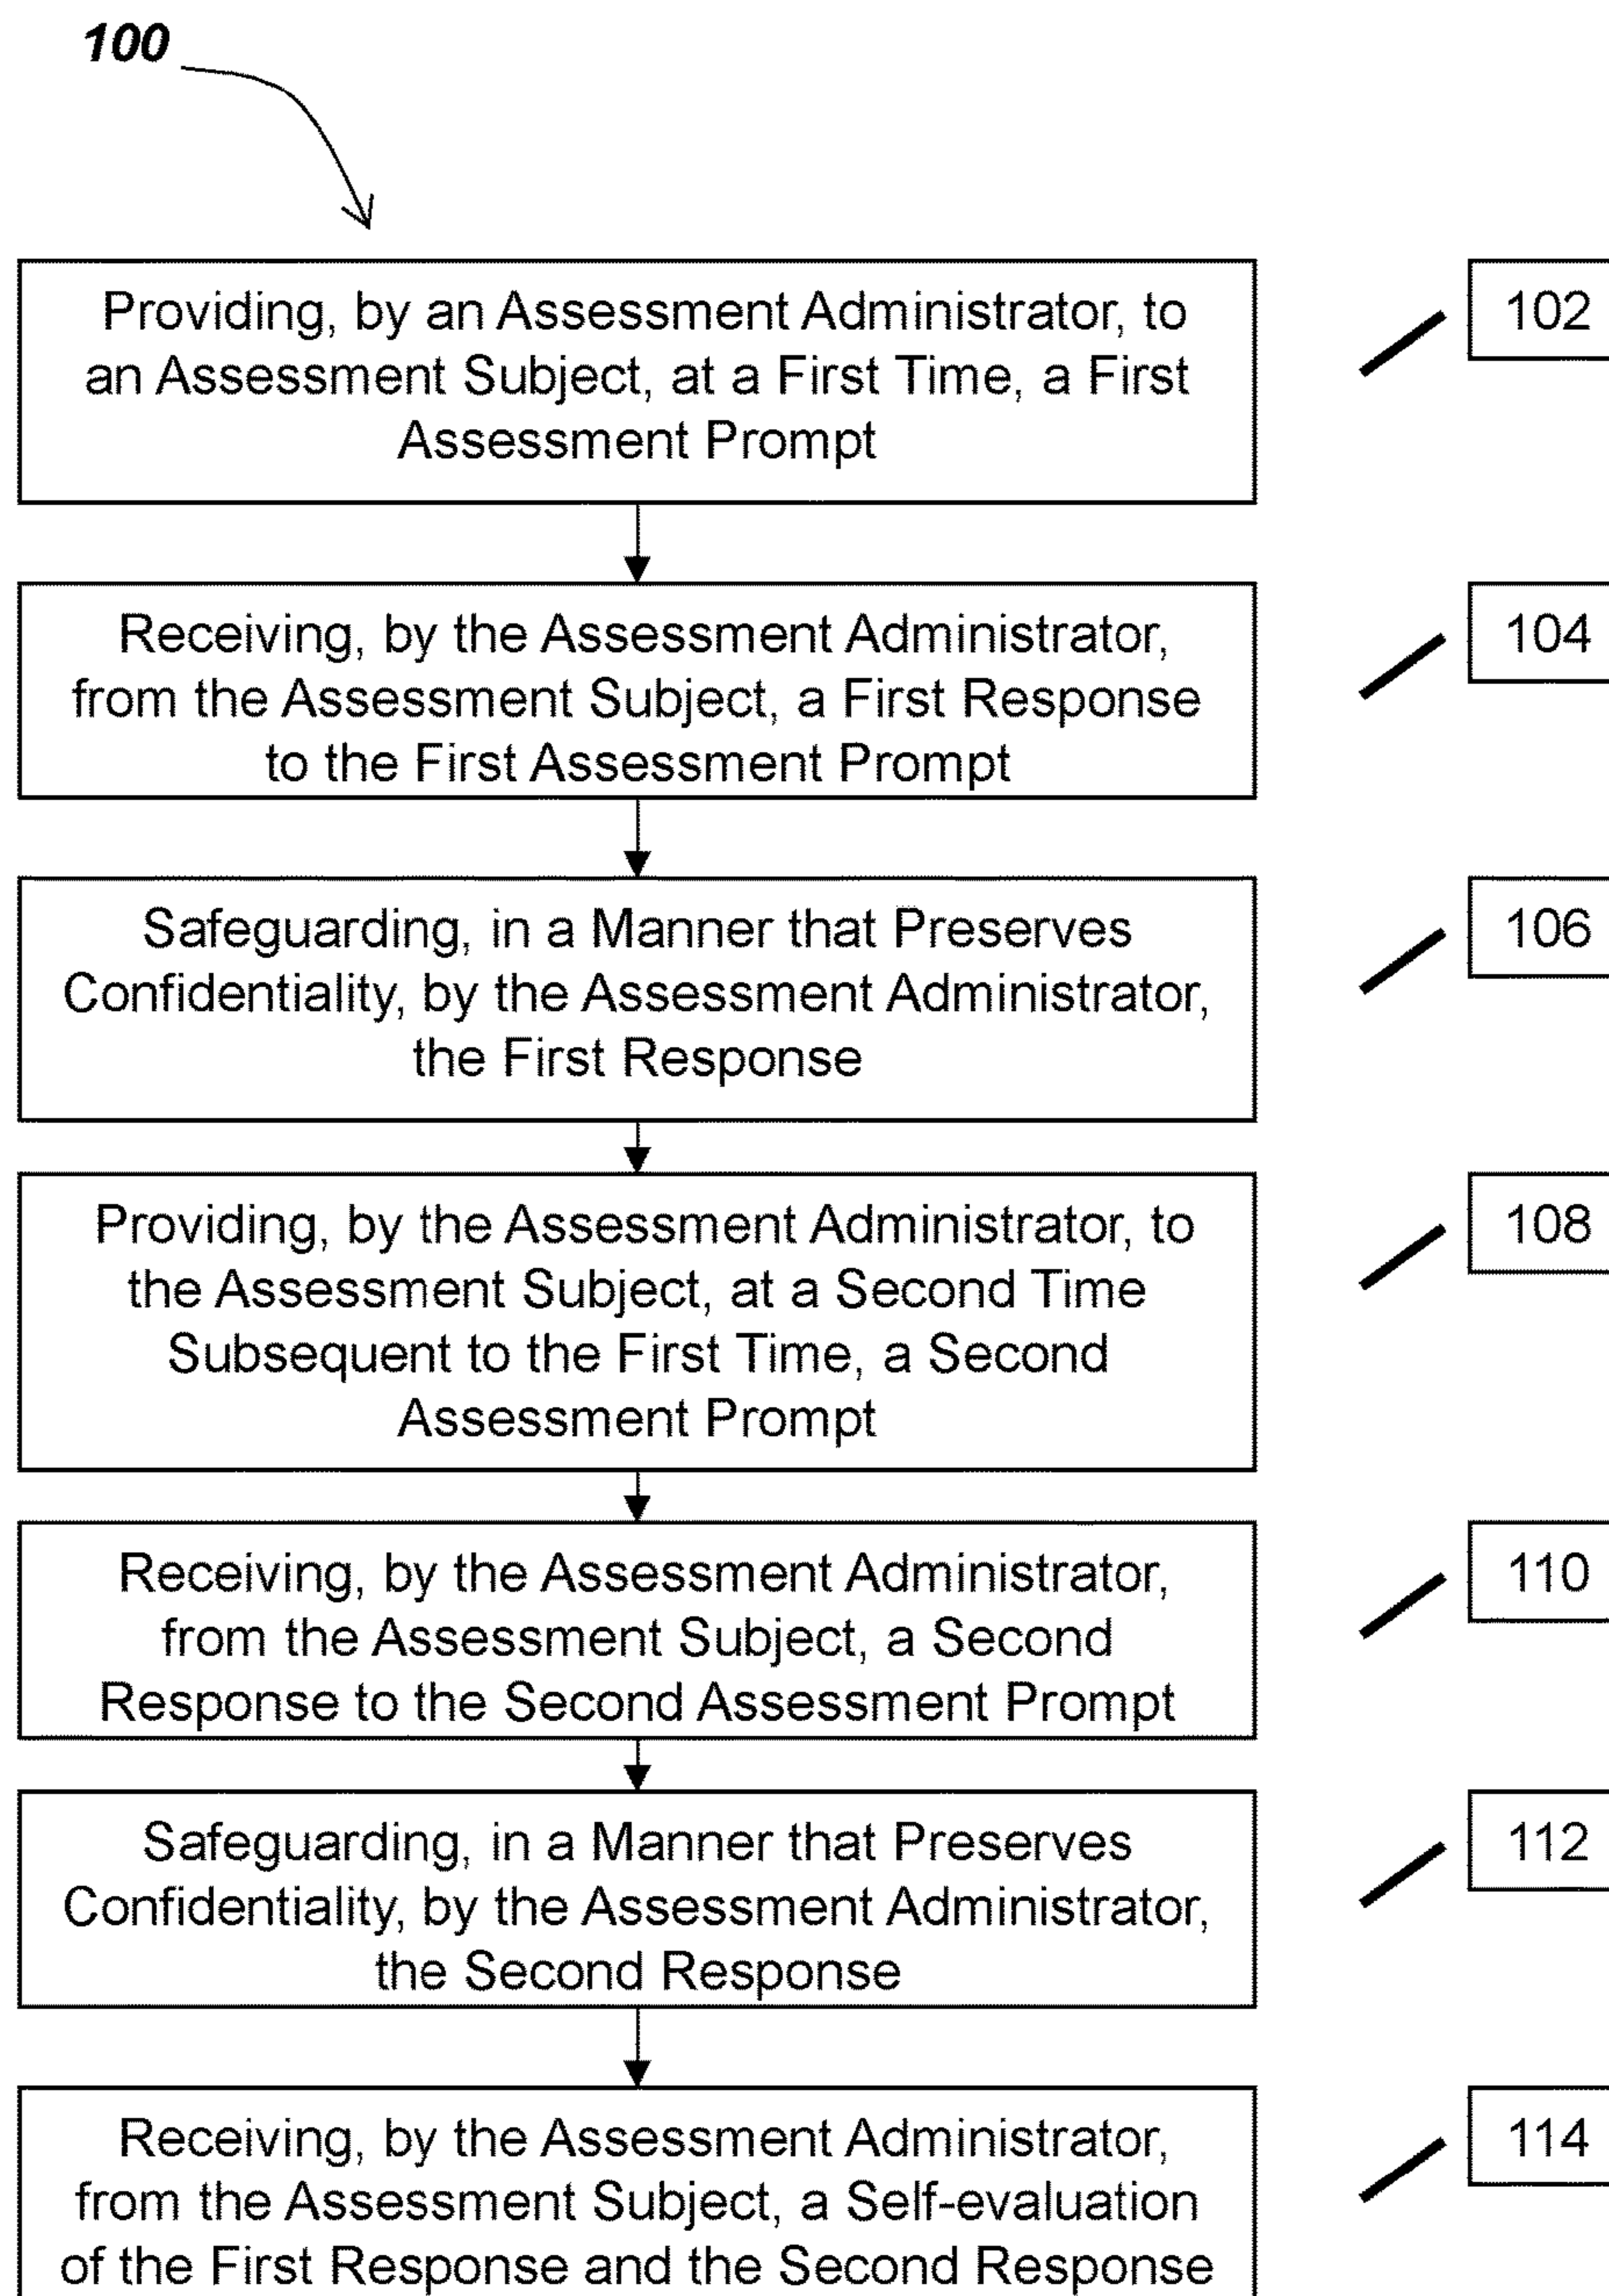 100
Providing, by an Assessment Administrator, to
an Assessment Subject, at a First Time, a First
Assessment Prompt
102
Receiving, by the Assessment Administrator,
from the Assessment Subject, a First Response
to the First Assessment Prompt
104
Safeguarding, in a Manner that Preserves
Confidentiality, by the Assessment Administrator,
the First Response
106
Providing, by the Assessment Administrator, to
the Assessment Subject, at a Second Time
Subsequent to the First Time, a Second
Assessment Prompt
108
Receiving, by the Assessment Administrator,
from the Assessment Subject, a Second
Response to the Second Assessment Prompt
110
Safeguarding, in a Manner that Preserves
Confidentiality, by the Assessment Administrator,
the Second Response
112
Receiving, by the Assessment Administrator,
from the Assessment Subject, a Self-evaluation
of the First Response and the Second Response
114